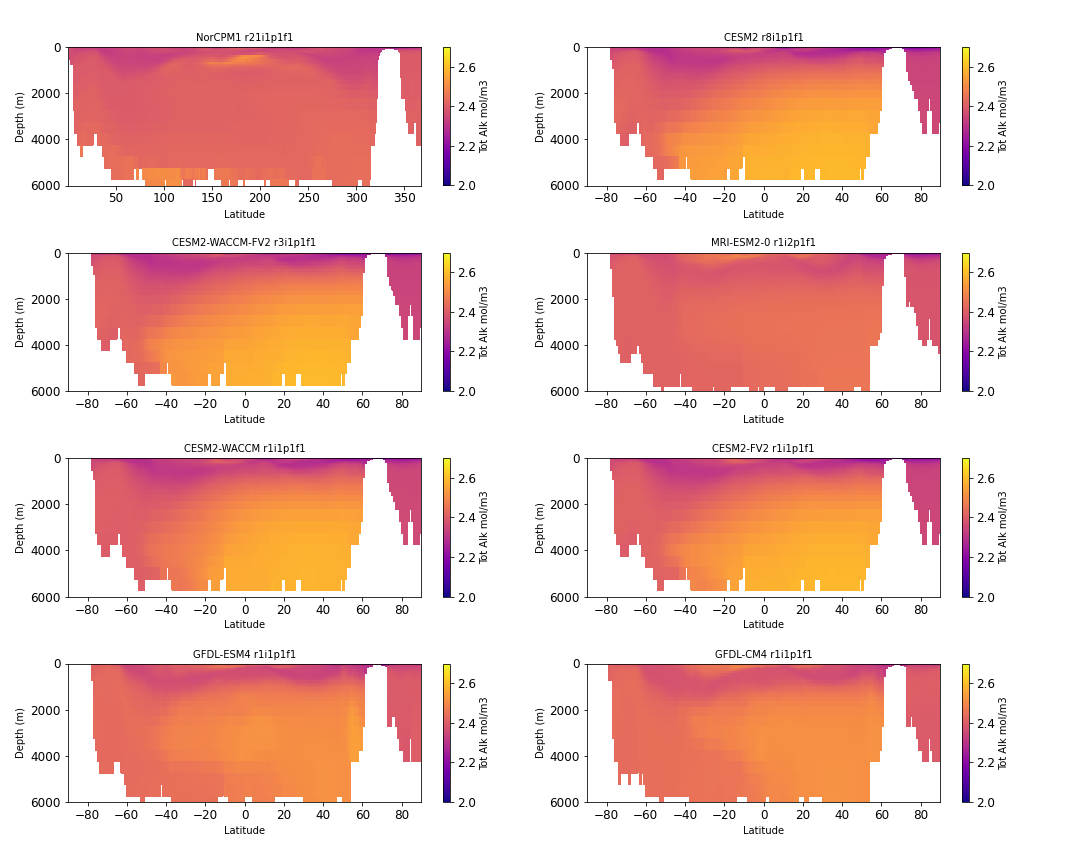 NorCPM1 r21i1p1f1
0
2000
4000
6000
Depth (m)
50 100 150 200 250 300 350
Latitude
2.6
2.4
2.2
2.0
Tot Alk mol/m3
CESM2 r8i1p1f1
0
2000
4000
6000
Depth (m)
−80 −60 −40 −20 0 20 40 60 80
Latitude
2.6
2.4
2.2
2.0
Tot Alk mol/m3
CESM2-WACCM-FV2 r3i1p1f1
0
2000
4000
6000
Depth (m)
−80 −60 −40 −20 0 20 40 60 80
Latitude
2.6
2.4
2.2
2.0
Tot Alk mol/m3
MRI-ESM2-0 r1i2p1f1
0
2000
4000
6000
Depth (m)
−80 −60 −40 −20 0 20 40 60 80
Latitude
2.6
2.4
2.2
2.0
Tot Alk mol/m3
CESM2-WACCM r1i1p1f1
0
2000
4000
6000
Depth (m)
−80 −60 −40 −20 0 20 40 60 80
Latitude
2.6
2.4
2.2
2.0
Tot Alk mol/m3
CESM2-FV2 r1i1p1f1
0
2000
4000
6000
Depth (m)
−80 −60 −40 −20 0 20 40 60 80
Latitude
2.6
2.4
2.2
2.0
Tot Alk mol/m3
GFDL-ESM4 r1i1p1f1
0
2000
4000
6000
Depth (m)
−80 −60 −40 −20 0 20 40 60 80
Latitude
2.6
2.4
2.2
2.0
Tot Alk mol/m3
GFDL-CM4 r1i1p1f1
0
2000
4000
6000
Depth (m)
−80 −60 −40 −20 0 20 40 60 80
Latitude
2.6
2.4
2.2
2.0
Tot Alk mol/m3